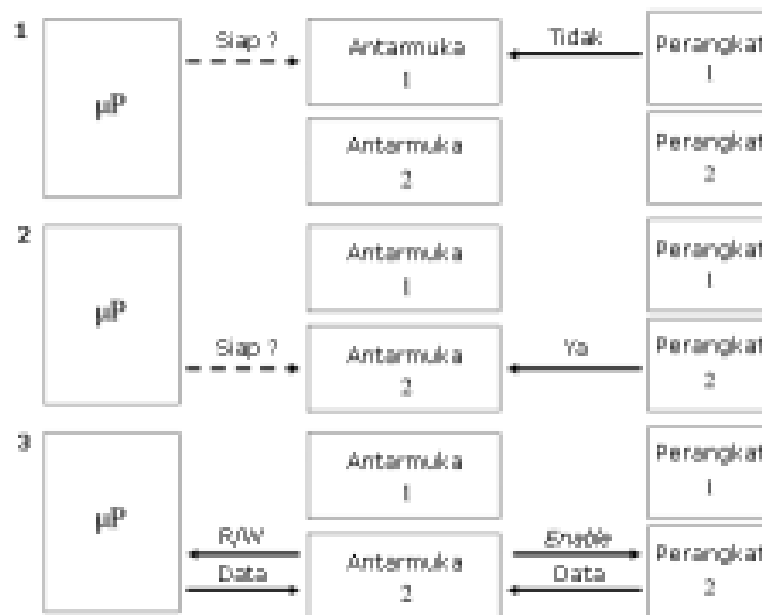 1
μP
Siap ?
Antarmuka
1
Tidak
Perangkat
1
Antarmuka
2
Perangkat
2
2
μP
Antarmuka
1
Perangkat
1
Siap ?
Antarmuka
2
Ya
Perangkat
2
3
μP
Antarmuka
1
Perangkat
1
R/W
Data
Antarmuka
2
Enable
Data
Perangkat
2